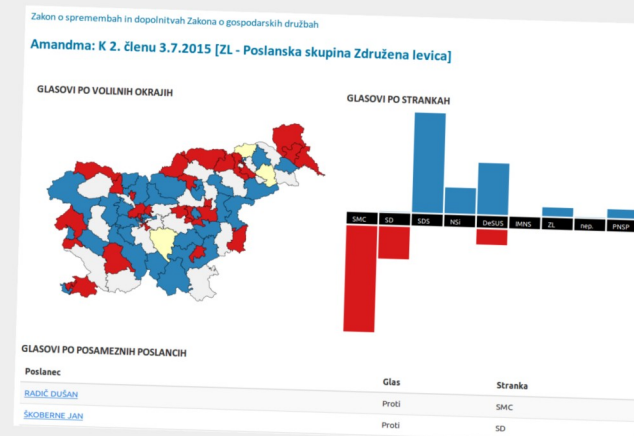 Zakon o spremembah in dopolnitvah Zakona o gospodarskih družbah
Amandma: K 2. členu 3.7.2015 [ZL - Poslanska skupina Združena levica]
GLASOVI PO VOLILNIH OKRAJIH
GLASOVI PO STRANKAH
SMC SD SDS NSi DeSUS IMNS ZL nep. PNSP
GLASOVI PO POSAMEZNIH POSLANCIH
Poslanec Glas Stranka
RADIČ DUŠAN Proti SMC
ŠKOBERNE JAN Proti SD